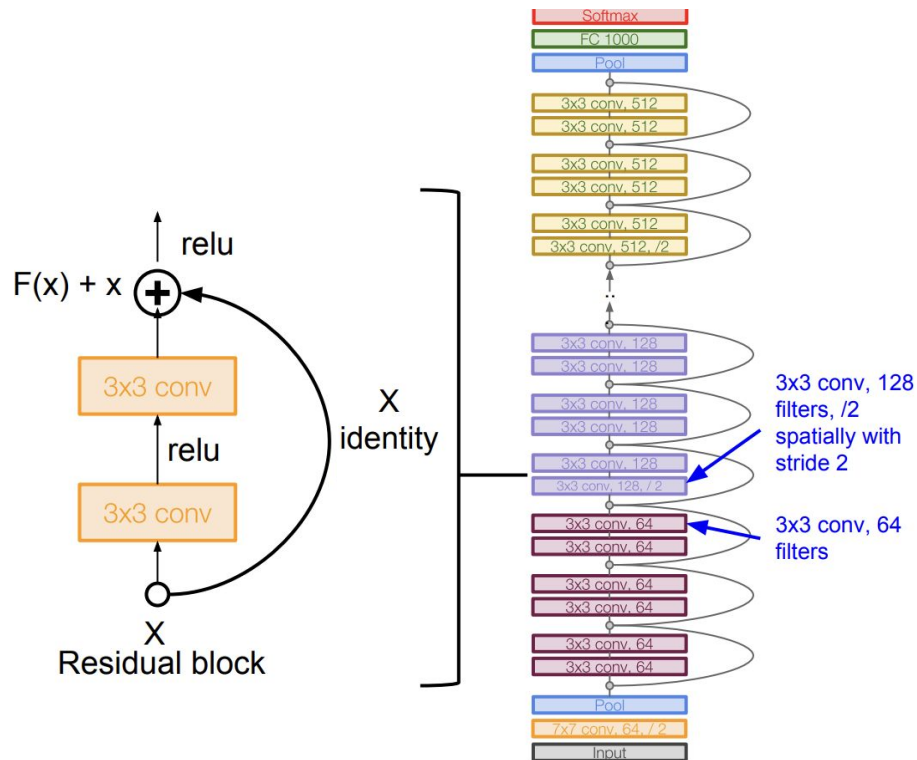 relu
F(x) + x
+
3x3 conv
relu
3x3 conv
X
identity
X
Residual block
Softmax
FC 1000
Pool
3x3 conv, 512
3x3 conv, 512
3x3 conv, 512
3x3 conv, 512
3x3 conv, 512
3x3 conv, 512, /2
..
3x3 conv, 128
3x3 conv, 128
3x3 conv, 128
3x3 conv, 128
3x3 conv, 128
3x3 conv, 128, / 2
3x3 conv, 64
3x3 conv, 64
3x3 conv, 64
3x3 conv, 64
3x3 conv, 64
3x3 conv, 64
Pool
7x7 conv, 64, / 2
Input
3x3 conv, 128
filters, /2
spatially with
stride 2
3x3 conv, 64
filters